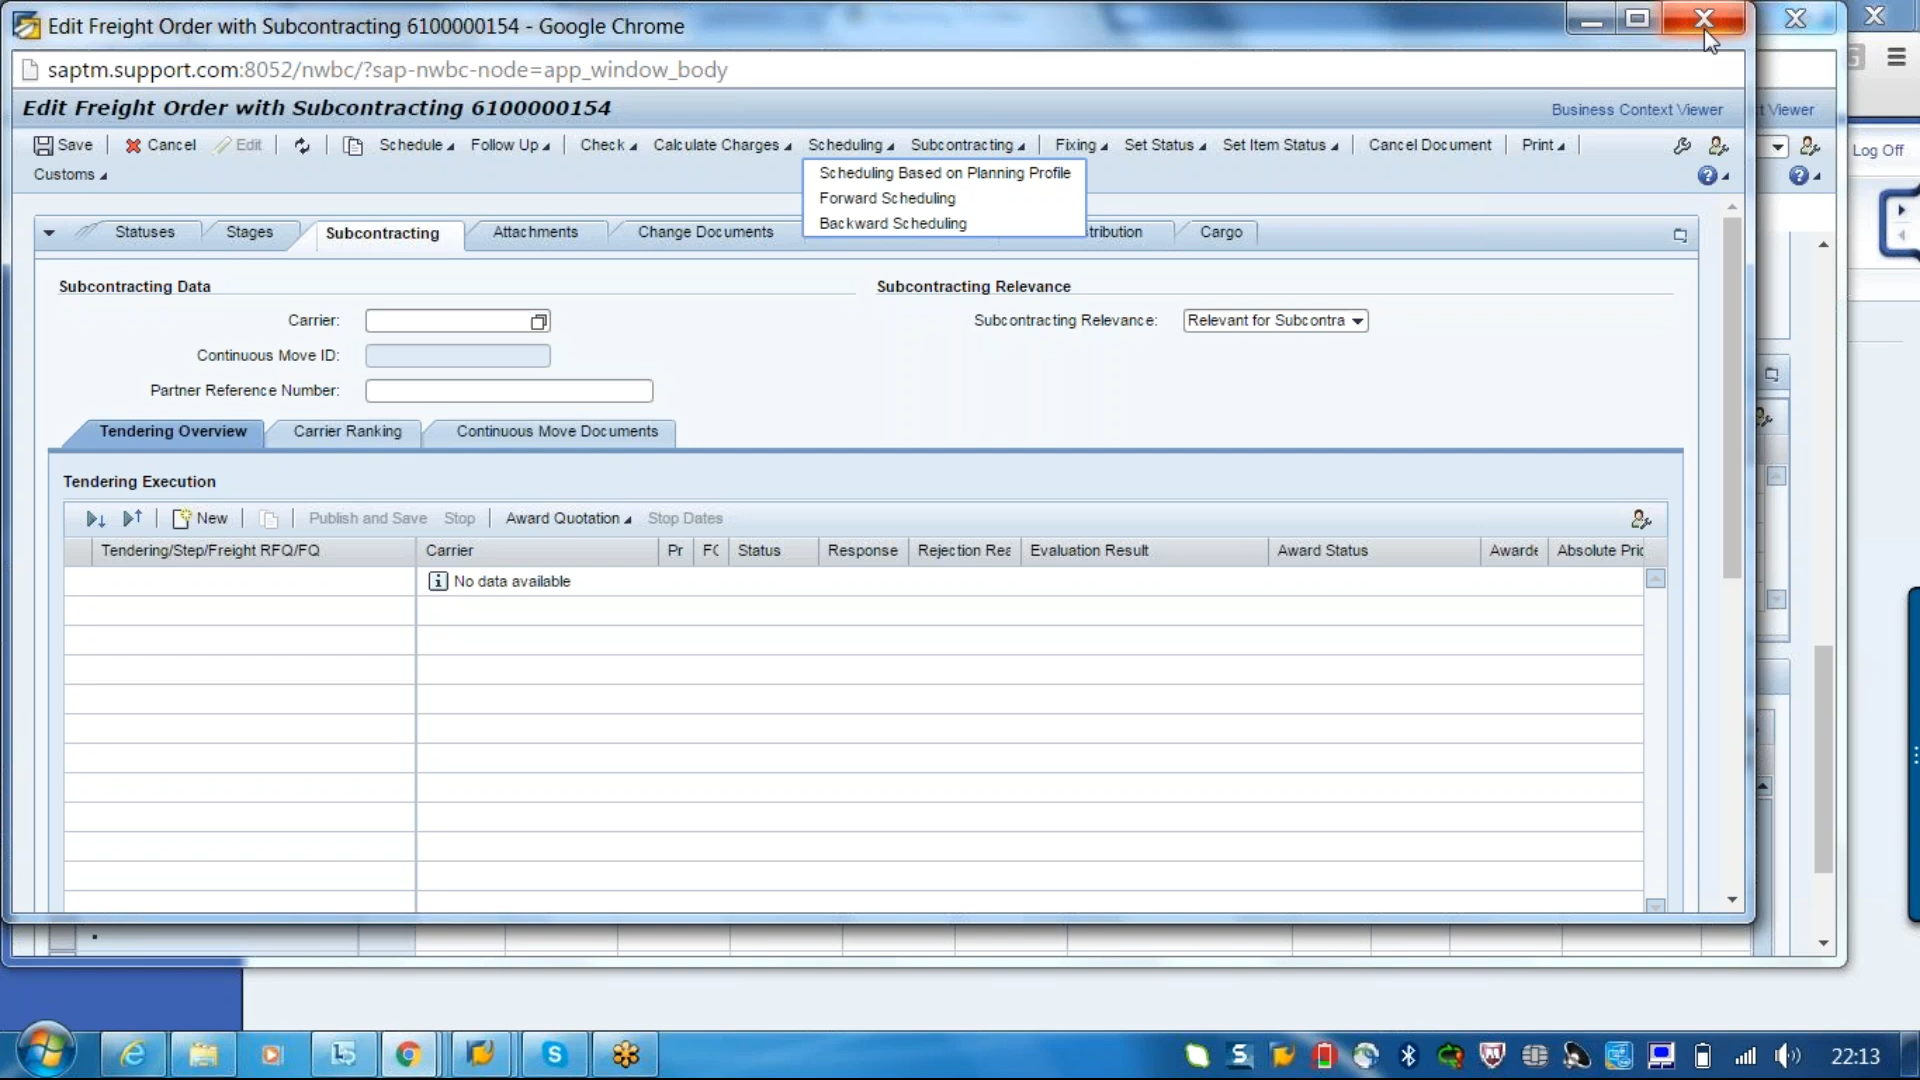 Edit Freight Order with Subcontracting 6100000154 - Google Chrome
saptm.support.com:8052/nwbc/?sap-nwbc-node=app_window_body
Edit Freight Order with Subcontracting 6100000154
Business Context Viewer
t Viewer
Save Cancel Edit Schedule Follow Up Check Calculate Charges Scheduling Subcontracting Fixing Set Status Set Item Status Cancel Document Print
Log Off
Customs
Scheduling Based on Planning Profile
Forward Scheduling
Backward Scheduling
Statuses Stages Subcontracting Attachments Change Documents tribution Cargo
Subcontracting Data
Subcontracting Relevance
Carrier:
Subcontracting Relevance: Relevant for Subcontra
Continuous Move ID:
Partner Reference Number:
Tendering Overview Carrier Ranking Continuous Move Documents
Tendering Execution
New Publish and Save Stop Award Quotation Stop Dates
Tendering/Step/Freight RFQ/FQ Carrier Pr Status Response Rejection Rea Evaluation Result Award Status Awarde Absolute Pric
No data available
22:13